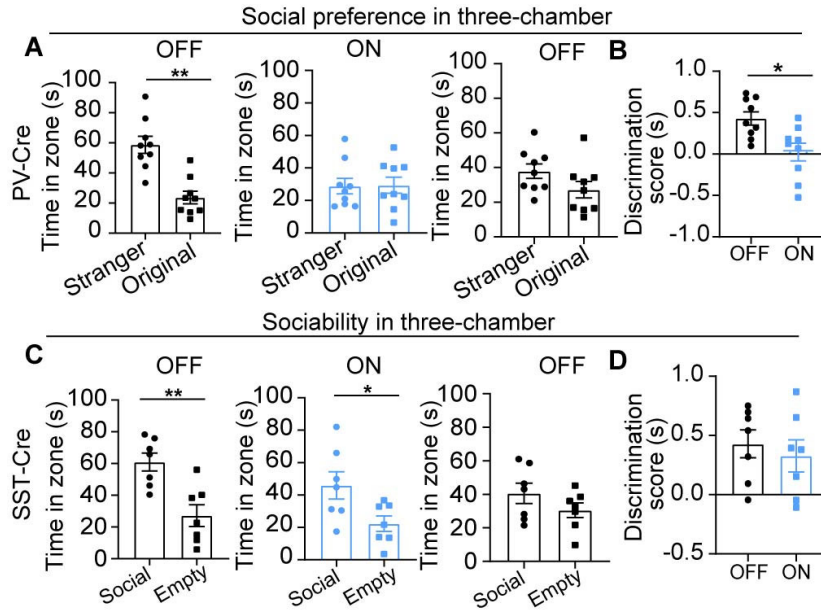 Social preference in three-chamber
A
OFF
ON
OFF
B
PV-Cre
Time in zone (s)
100
80
60
40
20
0
**
Stranger
Original
Time in zone (s)
100
80
60
40
20
0
Stranger
Original
Time in zone (s)
100
80
60
40
20
0
Stranger
Original
Discrimination
score (s)
1.0
0.5
0.0
-0.5
-1.0
*
OFF
ON
Sociability in three-chamber
C
OFF
ON
OFF
D
SST-Cre
Time in zone (s)
100
80
60
40
20
0
**
Social
Empty
Time in zone (s)
100
80
60
40
20
0
*
Social
Empty
Time in zone (s)
100
80
60
40
20
0
Social
Empty
Discrimination
score (s)
1.0
0.5
0.0
-0.5
OFF
ON